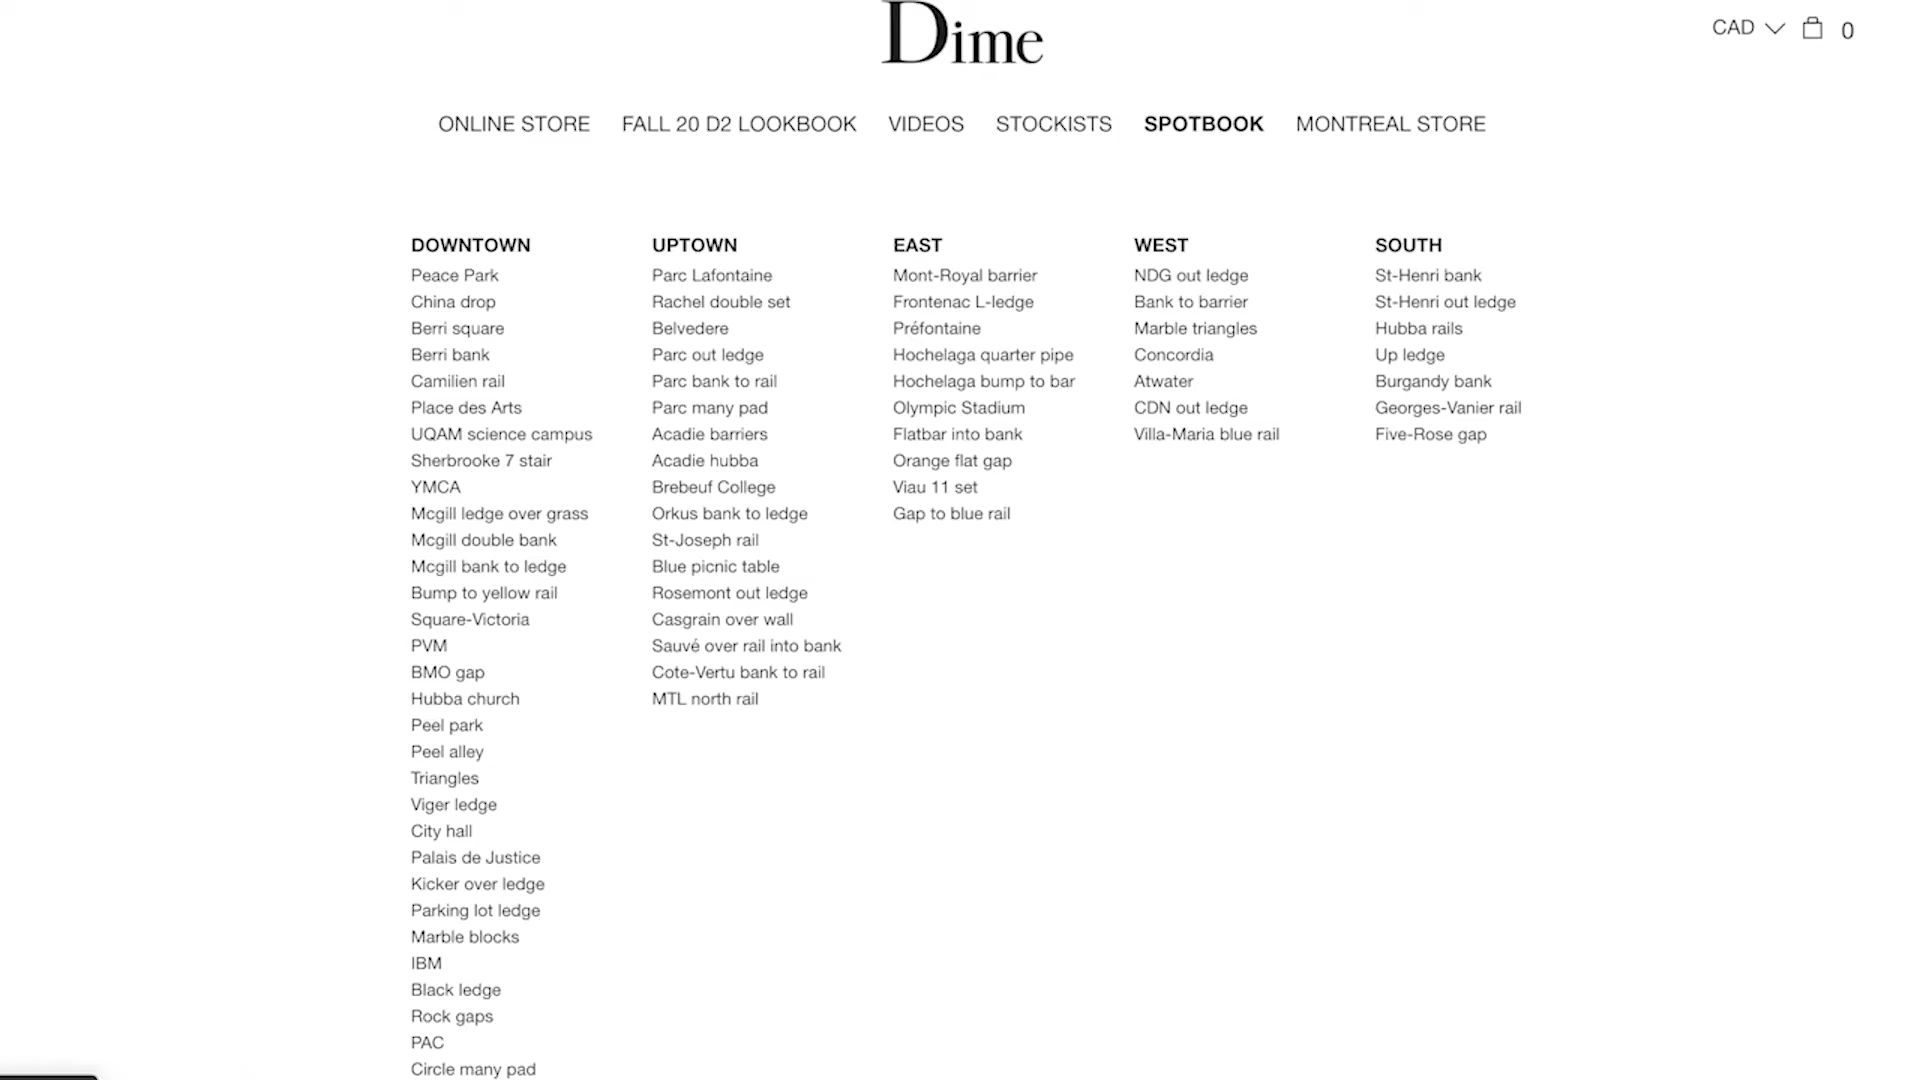 Dime
CAD 0
ONLINE STORE FALL 20 D2 LOOKBOOK VIDEOS STOCKISTS SPOTBOOK MONTREAL STORE
DOWNTOWN
Peace Park
China drop
Berri square
Berri bank
Camilien rail
Place des Arts
UQAM science campus
Sherbrooke 7 stair
YMCA
Mcgill ledge over grass
Mcgill double bank
Mcgill bank to ledge
Bump to yellow rail
Square-Victoria
PVM
BMO gap
Hubba church
Peel park
Peel alley
Triangles
Viger ledge
City hall
Palais de Justice
Kicker over ledge
Parking lot ledge
Marble blocks
IBM
Black ledge
Rock gaps
PAC
Circle many pad
UPTOWN
Parc Lafontaine
Rachel double set
Belvedere
Parc out ledge
Parc bank to rail
Parc many pad
Acadie barriers
Acadie hubba
Brebeuf College
Orkus bank to ledge
St-Joseph rail
Blue picnic table
Rosemont out ledge
Casgrain over wall
Sauvé over rail into bank
Cote-Vertu bank to rail
MTL north rail
EAST
Mont-Royal barrier
Frontenac L-ledge
Préfontaine
Hochelaga quarter pipe
Hochelaga bump to bar
Olympic Stadium
Flatbar into bank
Orange flat gap
Viau 11 set
Gap to blue rail
WEST
NDG out ledge
Bank to barrier
Marble triangles
Concordia
Atwater
CDN out ledge
Villa-Maria blue rail
SOUTH
St-Henri bank
St-Henri out ledge
Hubba rails
Up ledge
Burgandy bank
Georges-Vanier rail
Five-Rose gap